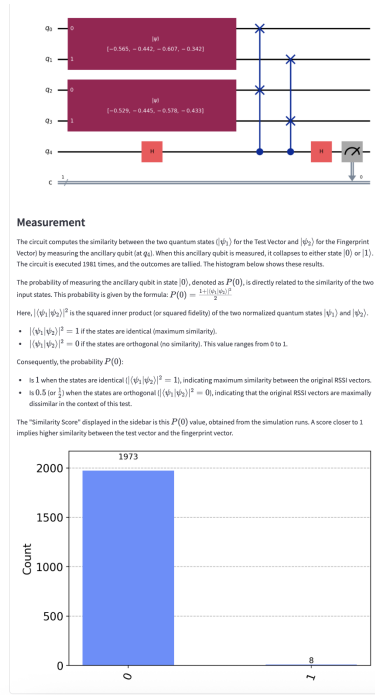 q₀
0
|ψ⟩
[−0.565, − 0.442, − 0.607, − 0.342]
q₁
1
q₂
0
|ψ⟩
[−0.529, − 0.445, − 0.578, − 0.433]
q₃
1
q₄
H
H
c
1
0
Measurement
The circuit computes the similarity between the two quantum states (|ψ₁⟩ for the Test Vector and |ψ₂⟩ for the Fingerprint
Vector) by measuring the ancillary qubit (at q₄). When this ancillary qubit is measured, it collapses to either state |0⟩ or |1⟩.
The circuit is executed 1981 times, and the outcomes are tallied. The histogram below shows these results.
The probability of measuring the ancillary qubit in state |0⟩, denoted as P(0), is directly related to the similarity of the two
input states. This probability is given by the formula: P(0) = (1+|⟨ψ₁|ψ₂⟩|²)/2
Here, |⟨ψ₁|ψ₂⟩|² is the squared inner product (or squared fidelity) of the two normalized quantum states |ψ₁⟩ and |ψ₂⟩.
• |⟨ψ₁|ψ₂⟩|² = 1 if the states are identical (maximum similarity).
• |⟨ψ₁|ψ₂⟩|² = 0 if the states are orthogonal (no similarity). This value ranges from 0 to 1.
Consequently, the probability P(0):
• Is 1 when the states are identical (|⟨ψ₁|ψ₂⟩|² = 1), indicating maximum similarity between the original RSSI vectors.
• Is 0.5 (or 1/2) when the states are orthogonal (|⟨ψ₁|ψ₂⟩|² = 0), indicating that the original RSSI vectors are maximally
dissimilar in the context of this test.
The "Similarity Score" displayed in the sidebar is this P(0) value, obtained from the simulation runs. A score closer to 1
implies higher similarity between the test vector and the fingerprint vector.
1973
2000
1500
Count
1000
500
8
0
0
1